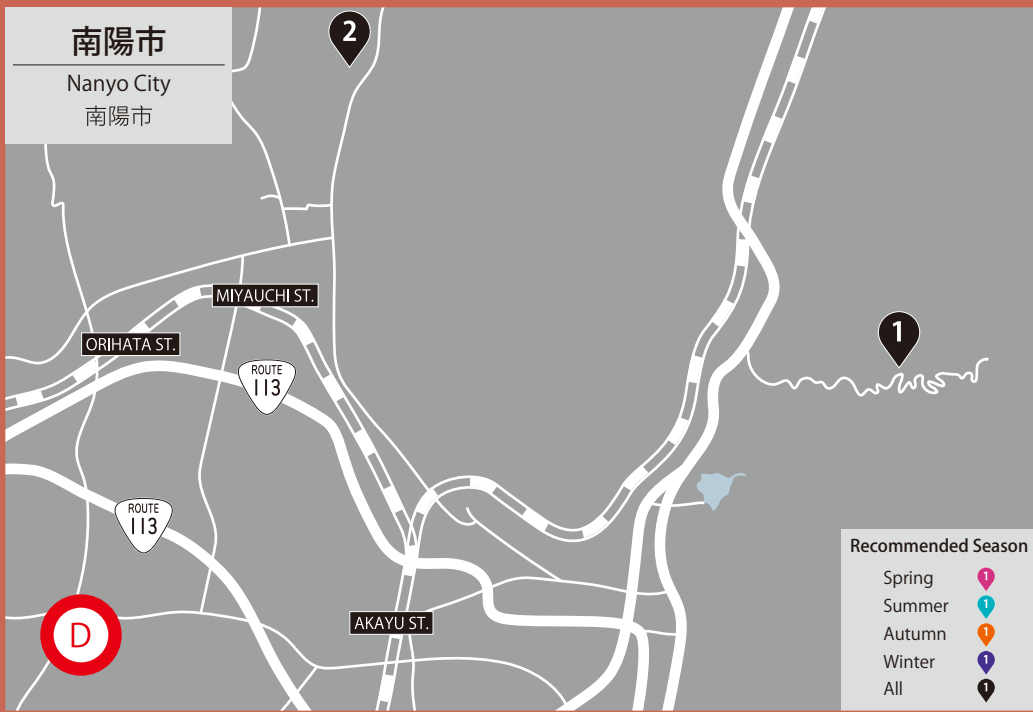 南陽市
Nanyo City
南陽市
2
1
MIYAUCHI ST.
ORIHATA ST.
ROUTE
113
ROUTE
113
AKAYU ST.
D
Recommended Season
Spring 1
Summer 1
Autumn 1
Winter 1
All 1